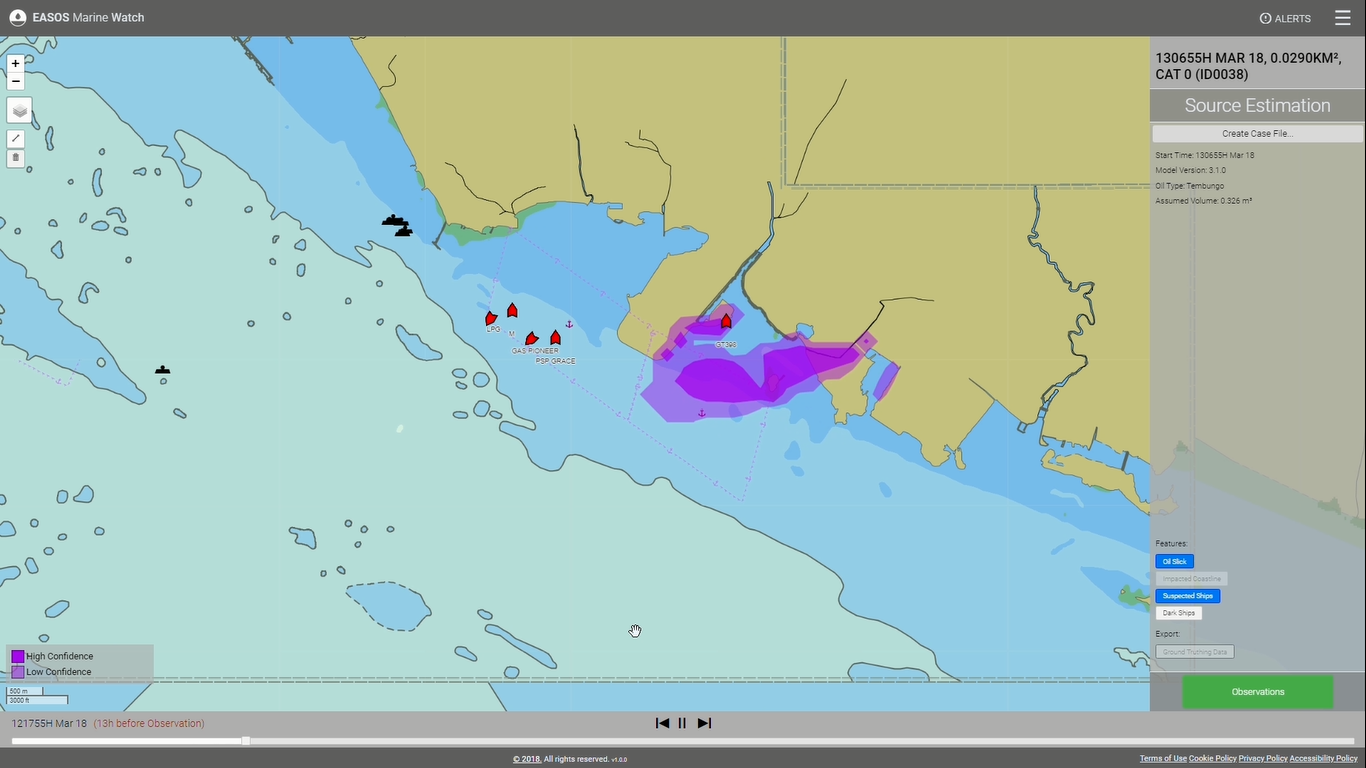 EASOS Marine Watch
ALERTS
130655H MAR 18, 0.0290KM²,
CAT 0 (ID0038)
Source Estimation
Create Case File...
Start Time: 130655H Mar 18
Model Version: 3.1.0
Oil Type: Tembungo
Assumed Volume: 0.326 m³
LPG
M
GAS PIONEER
PSP GRACE
GT398
Features:
Oil Slick
Impacted Coastline
Suspected Ships
Dark Ships
Export:
Ground Truthing Data
Observations
High Confidence
Low Confidence
500 m
3000 ft
121755H Mar 18 (13h before Observation)
© 2018. All rights reserved. v1.0.0
Terms of Use Cookie Policy Privacy Policy Accessibility Policy